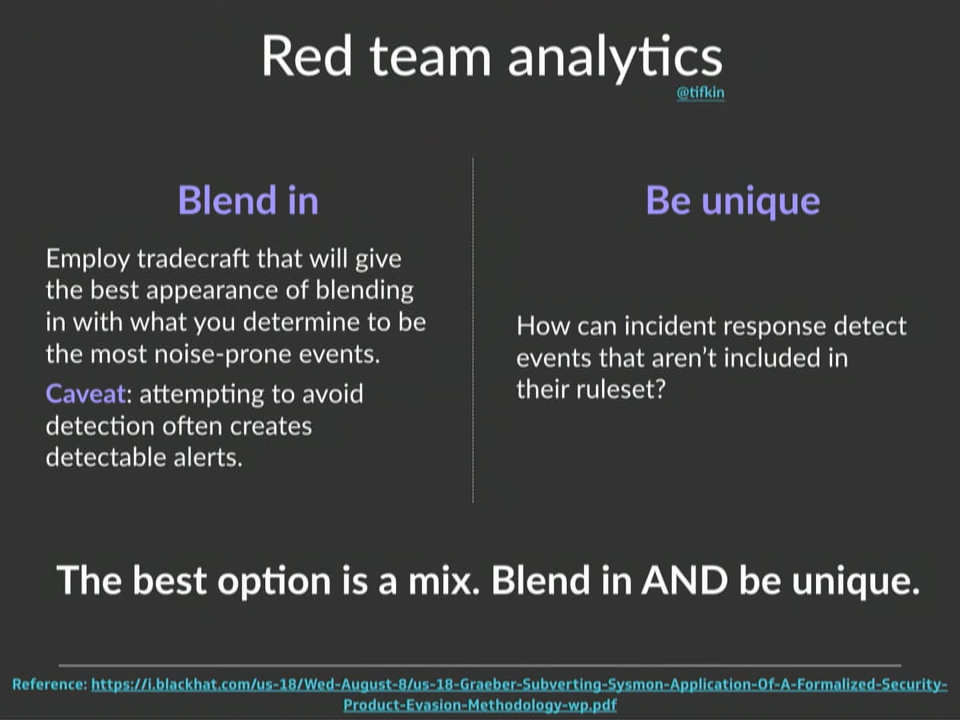 Red team analytics
@tifkin
Blend in
Employ tradecraft that will give
the best appearance of blending
in with what you determine to be
the most noise-prone events.
Caveat: attempting to avoid
detection often creates
detectable alerts.
Be unique
How can incident response detect
events that aren’t included in
their ruleset?
The best option is a mix. Blend in AND be unique.
Reference: https://i.blackhat.com/us-18/Wed-August-8/us-18-Graeber-Subverting-Sysmon-Application-Of-A-Formalized-Security-
Product-Evasion-Methodology-wp.pdf